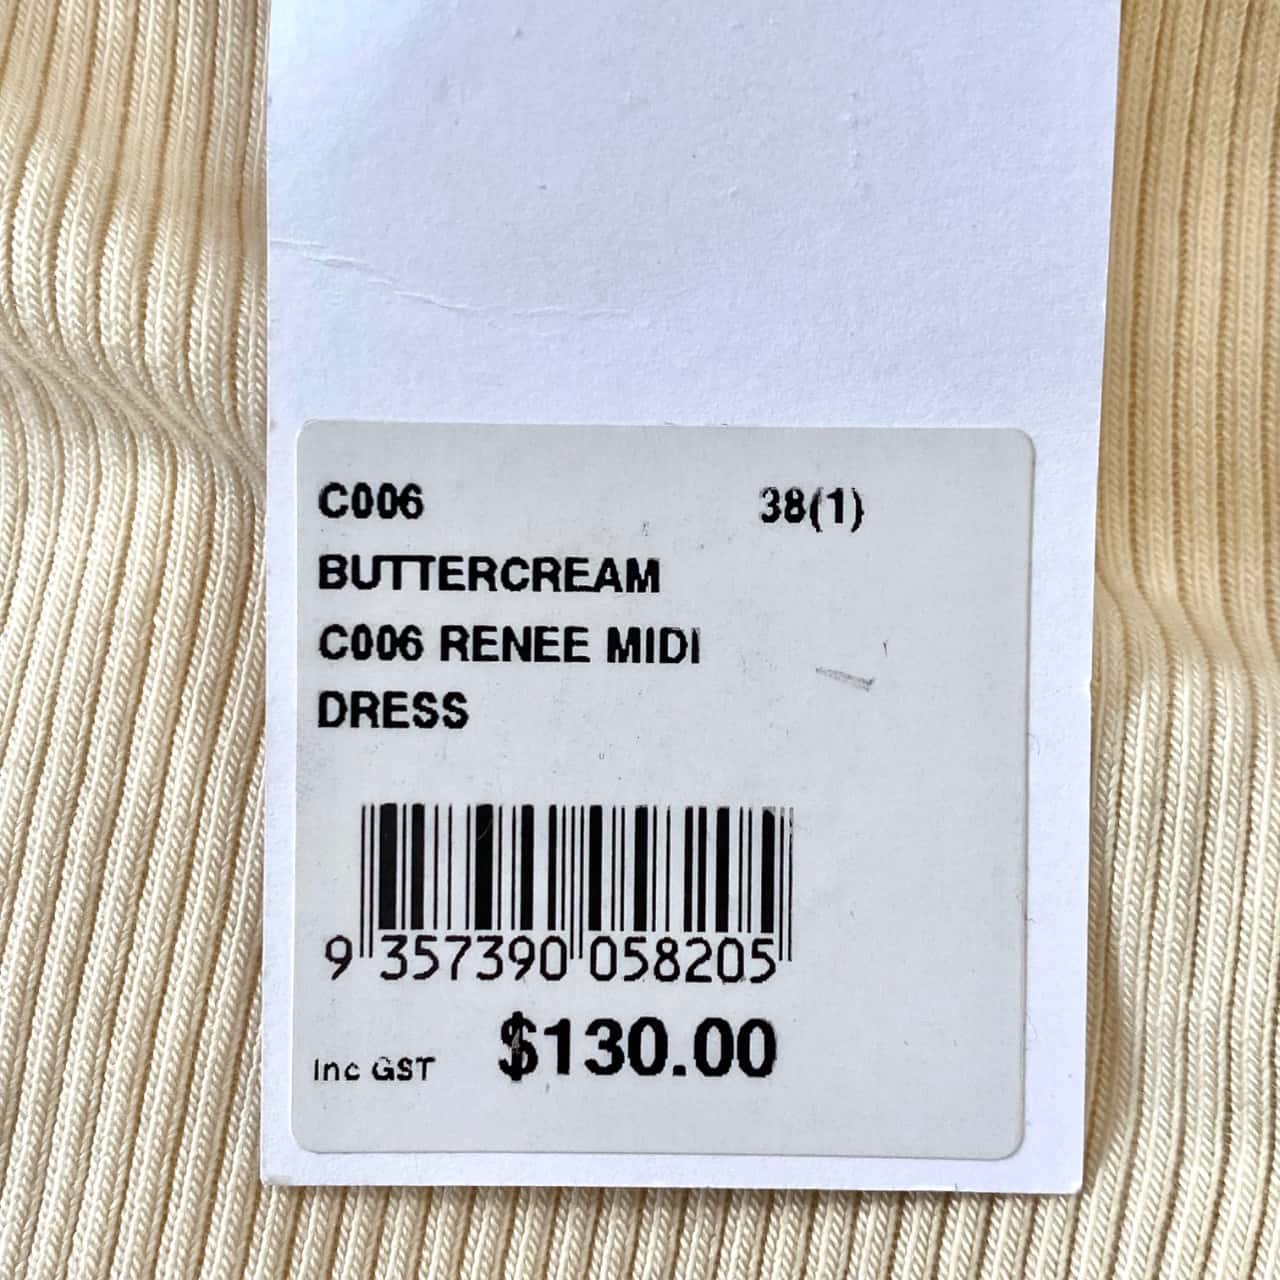 C006 38(1)
BUTTERCREAM
C006 RENEE MIDI
DRESS
9 357390 058205
Inc GST $130.00